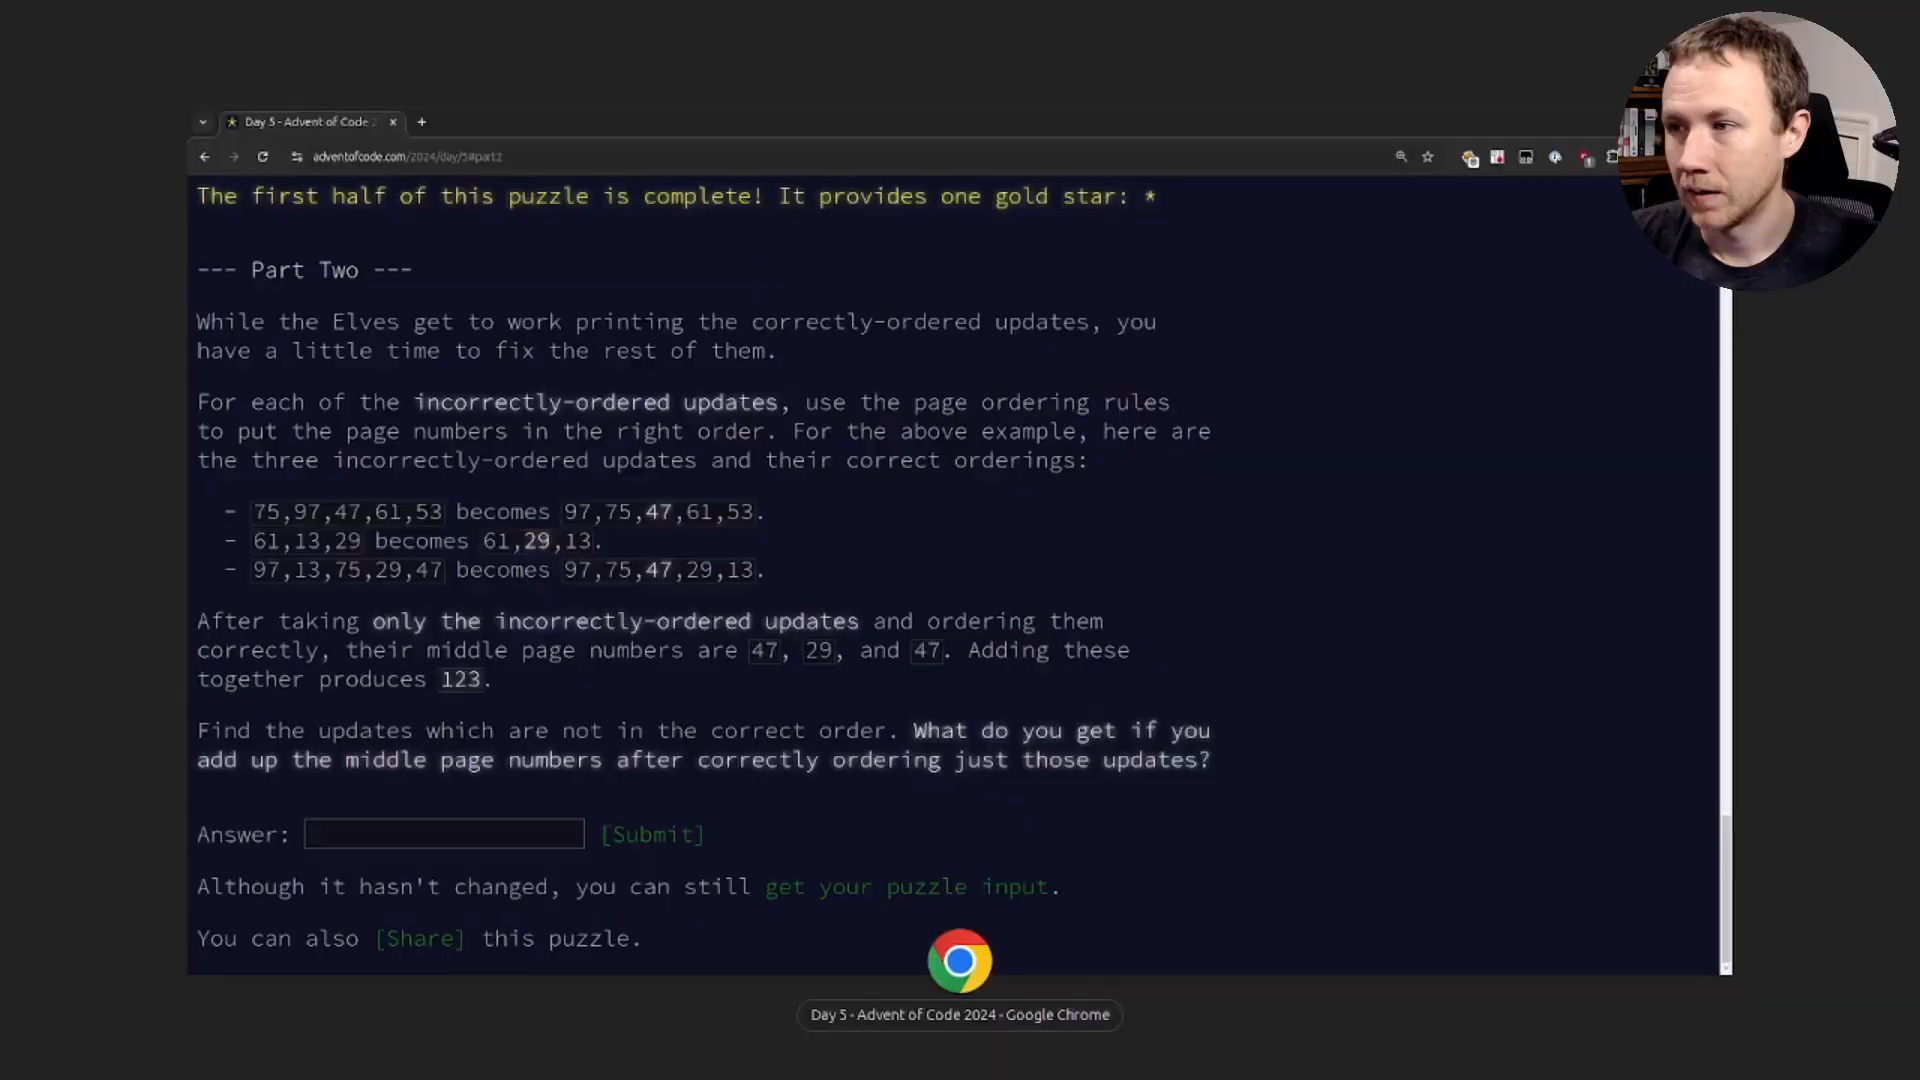 Day 5 - Advent of Code 2
adventofcode.com/2024/day/5#part2
The first half of this puzzle is complete! It provides one gold star: *
--- Part Two ---
While the Elves get to work printing the correctly-ordered updates, you
have a little time to fix the rest of them.
For each of the incorrectly-ordered updates, use the page ordering rules
to put the page numbers in the right order. For the above example, here are
the three incorrectly-ordered updates and their correct orderings:
- 75,97,47,61,53 becomes 97,75,47,61,53.
- 61,13,29 becomes 61,29,13.
- 97,13,75,29,47 becomes 97,75,47,29,13.
After taking only the incorrectly-ordered updates and ordering them
correctly, their middle page numbers are 47, 29, and 47. Adding these
together produces 123.
Find the updates which are not in the correct order. What do you get if you
add up the middle page numbers after correctly ordering just those updates?
Answer: [Submit]
Although it hasn't changed, you can still get your puzzle input.
You can also [Share] this puzzle.
Day 5 - Advent of Code 2024 - Google Chrome